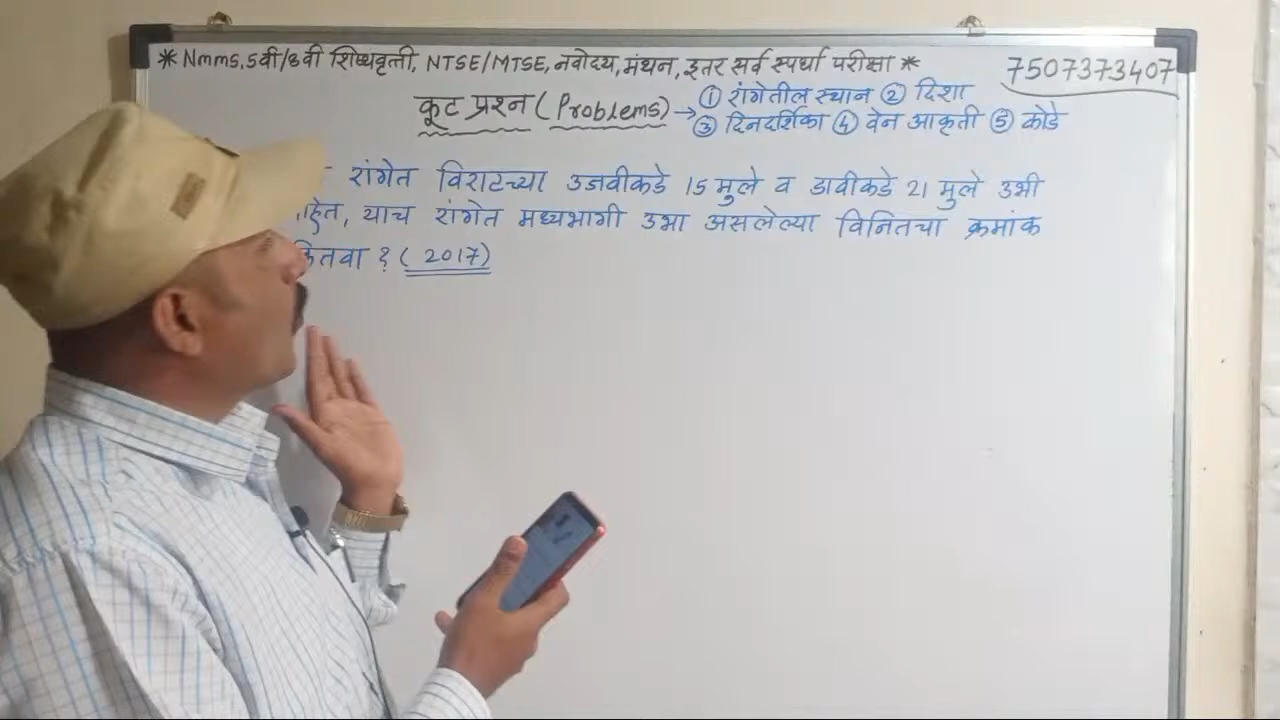 * Nmms, 5वी/8वी शिष्यवृत्ती, NTSE/MTSE, नवोदय, मंथन, इतर सर्व स्पर्धा परीक्षा *
7507373407
कूट प्रश्न (Problems) → ① रांगेतील स्थान ② दिशा
③ दिनदर्शिका ④ वेन आकृती ⑤ कोडे
रांगेत विराटच्या उजवीकडे 15 मुले व डावीकडे 21 मुले उभी
आहेत, याच रांगेत मध्यभागी उभा असलेल्या विनितचा क्रमांक
कितवा ? (2017)